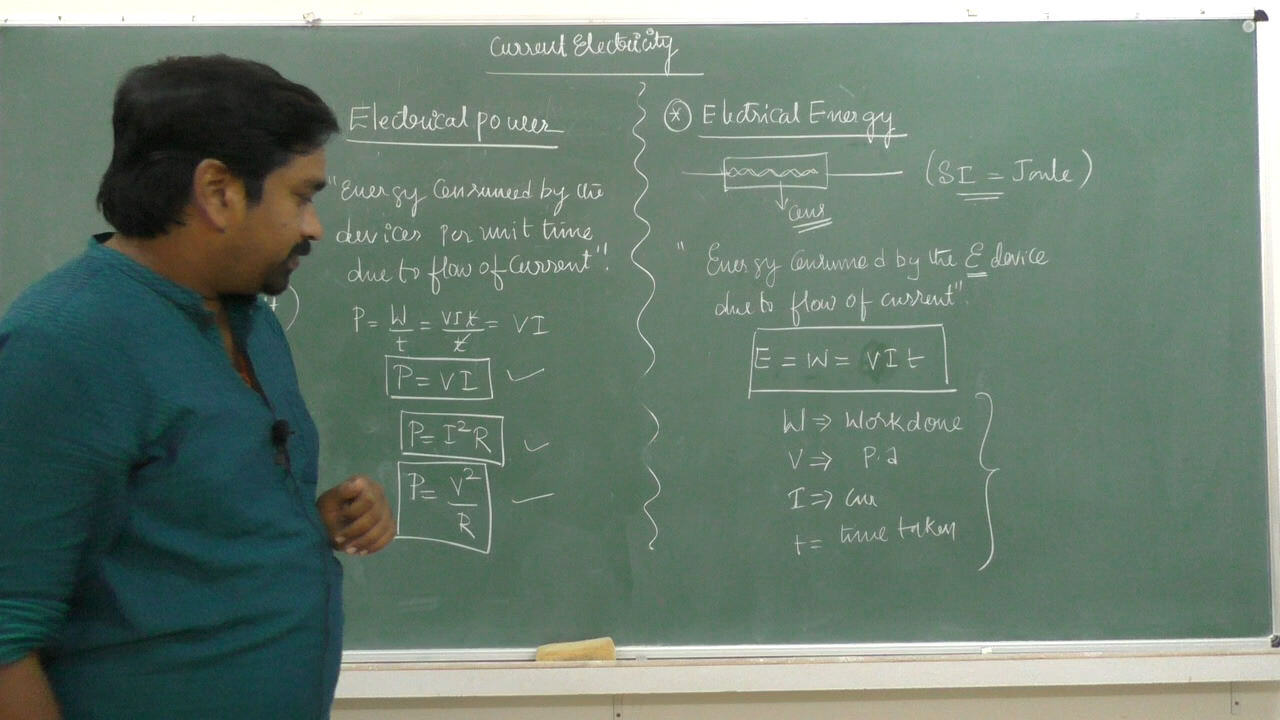 Current Electricity
Electrical power
"Energy Consumed by the
devices Per unit time
due to flow of Current".
P = W/t = VIt/t = VI
P = VI
P = I²R
P = V²/R
* Electrical Energy
(SI = Joule)
Curr
" Energy Consumed by the E device
due to flow of current".
E = W = VIt
W ⇒ Workdone
V ⇒ P.d
I ⇒ Cur
t = time taken